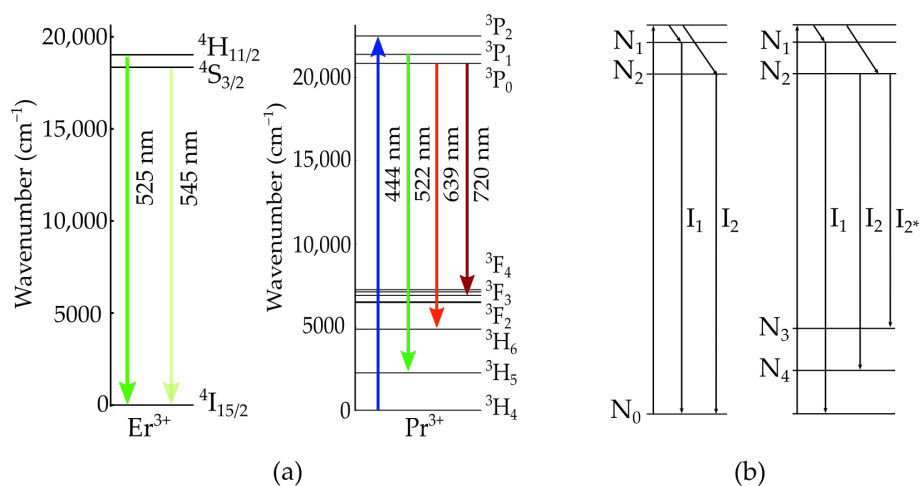 Wavenumber (cm⁻¹)
20,000
15,000
10,000
5000
0
⁴H₁₁/₂
⁴S₃/₂
525 nm
545 nm
⁴I₁₅/₂
Er³⁺
Wavenumber (cm⁻¹)
20,000
15,000
10,000
5000
0
³P₂
³P₁
³P₀
444 nm
522 nm
639 nm
720 nm
³F₄
³F₃
³F₂
³H₆
³H₅
³H₄
Pr³⁺
(a)
N₁
N₂
I₁
I₂
N₀
N₁
N₂
I₁
I₂
I₂*
N₃
N₄
(b)